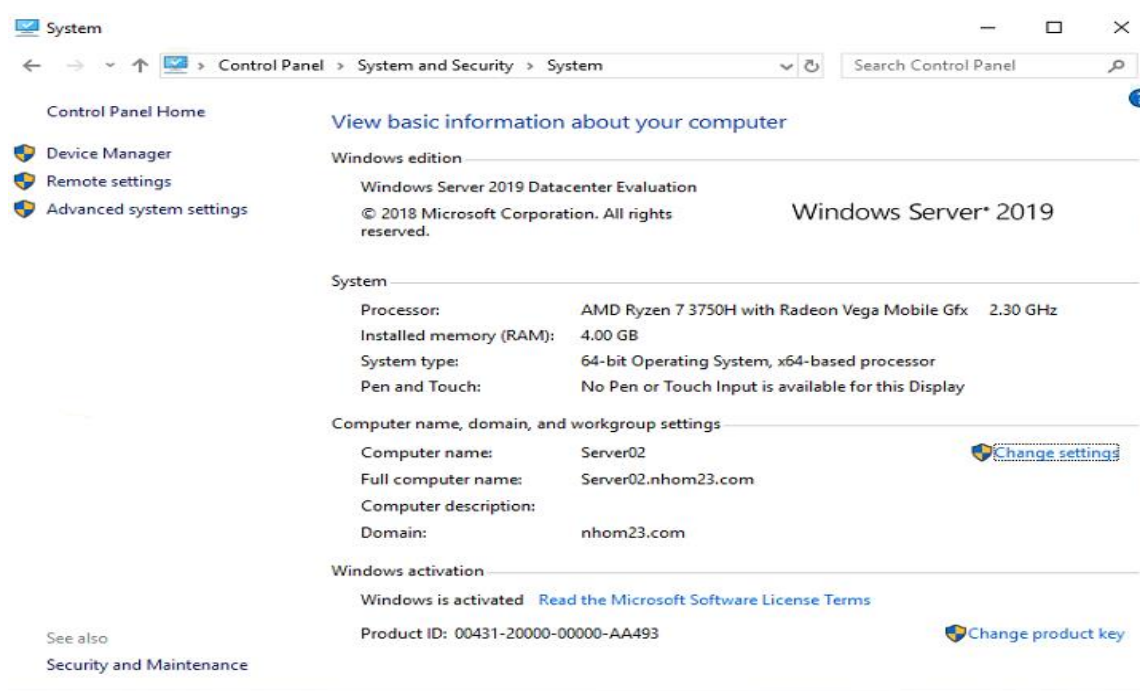 System
Control Panel > System and Security > System
Search Control Panel
Control Panel Home
Device Manager
Remote settings
Advanced system settings
View basic information about your computer
Windows edition
Windows Server 2019 Datacenter Evaluation
© 2018 Microsoft Corporation. All rights
reserved.
Windows Server® 2019
System
Processor: AMD Ryzen 7 3750H with Radeon Vega Mobile Gfx 2.30 GHz
Installed memory (RAM): 4.00 GB
System type: 64-bit Operating System, x64-based processor
Pen and Touch: No Pen or Touch Input is available for this Display
Computer name, domain, and workgroup settings
Computer name: Server02
Change settings
Full computer name: Server02.nhom23.com
Computer description:
Domain: nhom23.com
Windows activation
Windows is activated Read the Microsoft Software License Terms
Product ID: 00431-20000-00000-AA493
Change product key
See also
Security and Maintenance